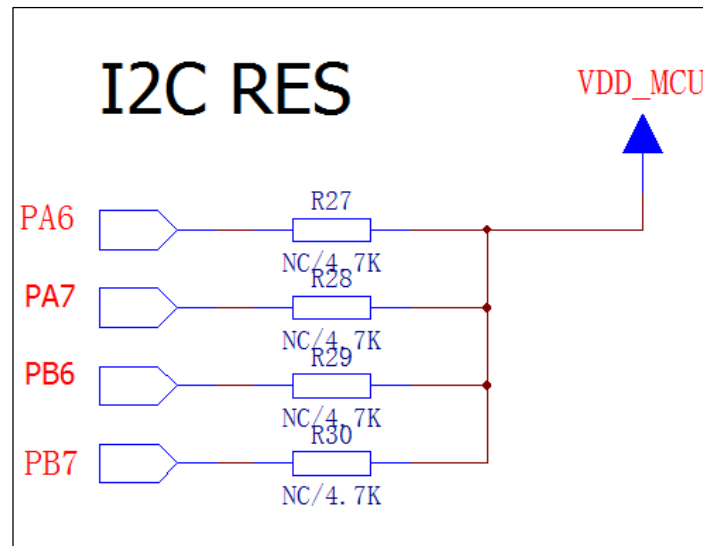 I2C RES
VDD_MCU
PA6
R27
NC/4.7K
PA7
R28
NC/4.7K
PB6
R29
NC/4.7K
PB7
R30
NC/4.7K